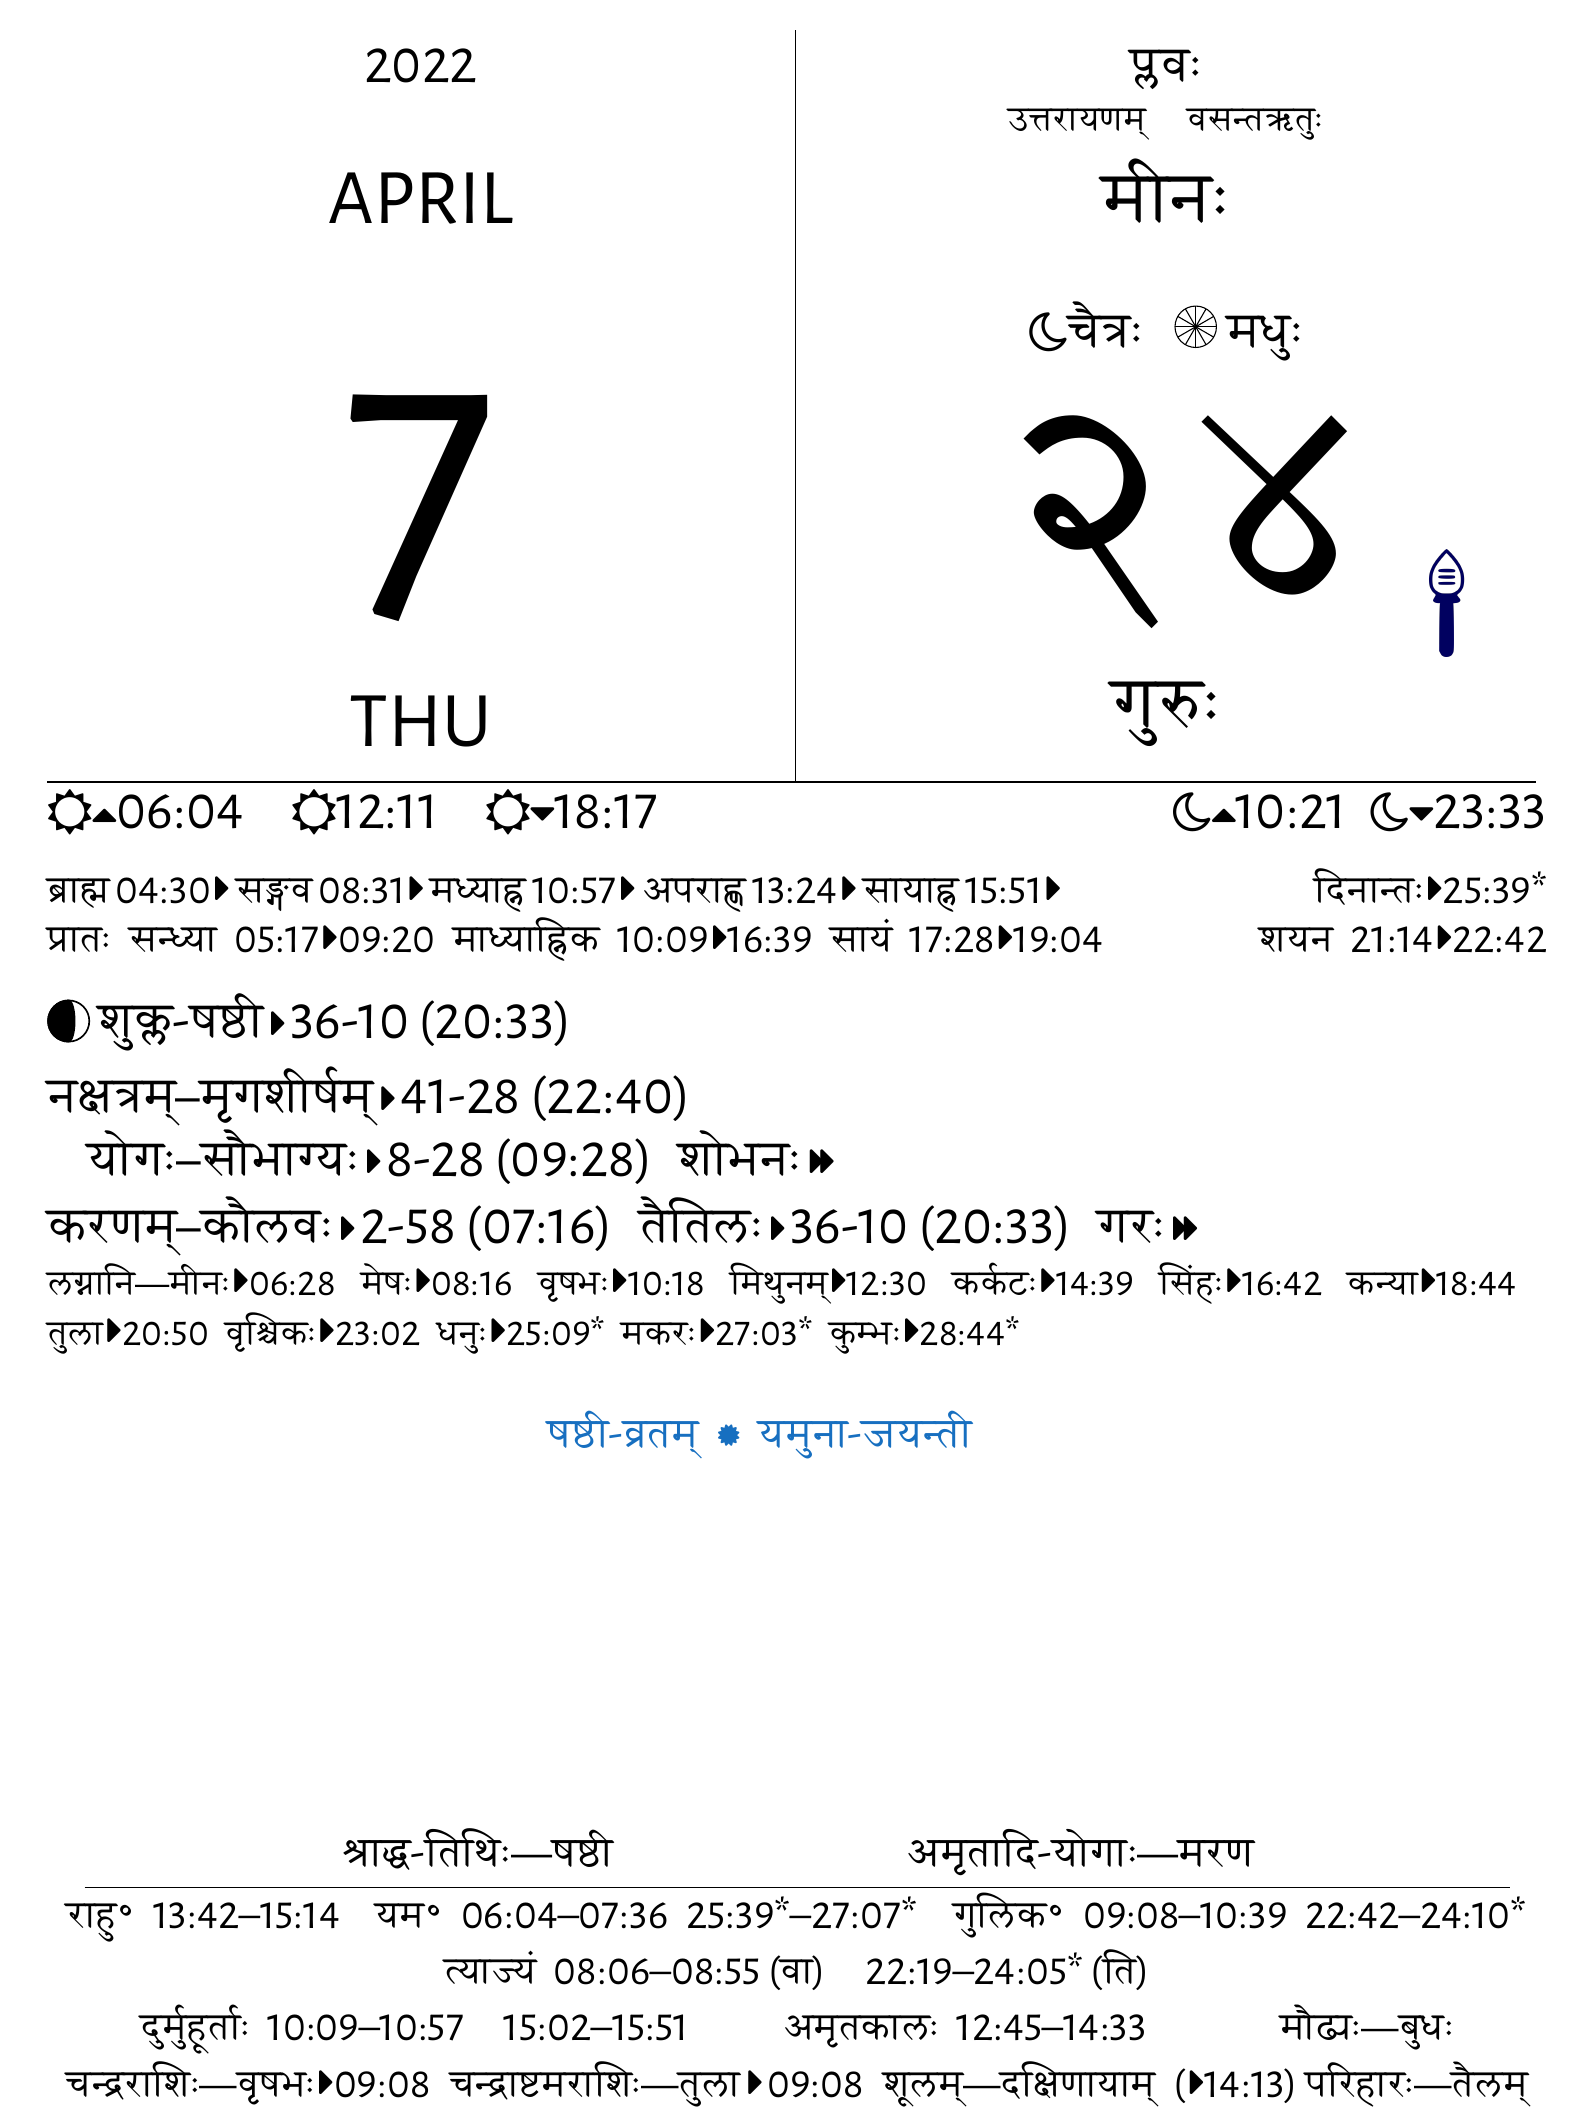 2022
APRIL
7
THU
प्लवः
उत्तरायणम् वसन्तऋतुः
मीनः
चैत्रः मधुः
२४
गुरुः
06:04 12:11 18:17 10:21 23:33
ब्राह्म 04:30 सङ्गव 08:31 मध्याह्न 10:57 अपराह्ण 13:24 सायाह्न 15:51 दिनान्तः 25:39*
प्रातः सन्ध्या 05:17 09:20 माध्याह्निक 10:09 16:39 सायं 17:28 19:04 शयन 21:14 22:42
शुक्ल-षष्ठी 36-10 (20:33)
नक्षत्रम्–मृगशीर्षम् 41-28 (22:40)
योगः–सौभाग्यः 8-28 (09:28) शोभनः
करणम्–कौलवः 2-58 (07:16) तैतिलः 36-10 (20:33) गरः
लग्नानि—मीनः 06:28 मेषः 08:16 वृषभः 10:18 मिथुनम् 12:30 कर्कटः 14:39 सिंहः 16:42 कन्या 18:44
तुला 20:50 वृश्चिकः 23:02 धनुः 25:09* मकरः 27:03* कुम्भः 28:44*
षष्ठी-व्रतम् यमुना-जयन्ती
श्राद्ध-तिथिः—षष्ठी अमृतादि-योगाः—मरण
राहु॰ 13:42–15:14 यम॰ 06:04–07:36 25:39*–27:07* गुलिक॰ 09:08–10:39 22:42–24:10*
त्याज्यं 08:06–08:55 (वा) 22:19–24:05* (ति)
दुर्मुहूर्ताः 10:09–10:57 15:02–15:51 अमृतकालः 12:45–14:33 मौढ्यः—बुधः
चन्द्रराशिः—वृषभः 09:08 चन्द्राष्टमराशिः—तुला 09:08 शूलम्—दक्षिणायाम् (14:13) परिहारः—तैलम्